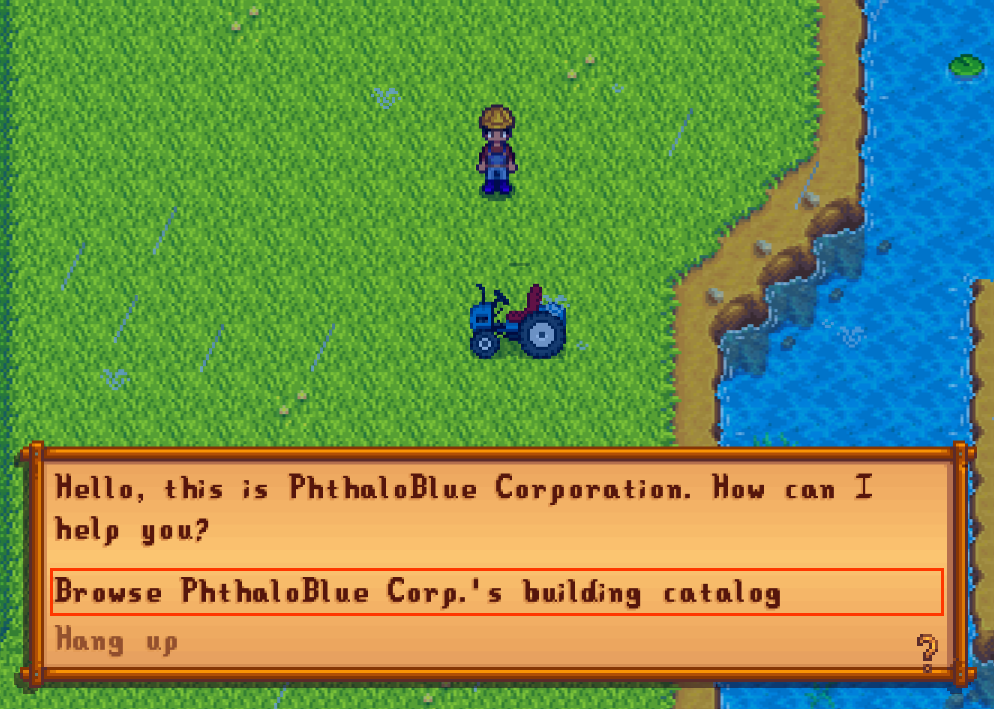 Hello, this is PhthaloBlue Corporation. How can I
help you?
Browse PhthaloBlue Corp.'s building catalog
Hang up
?